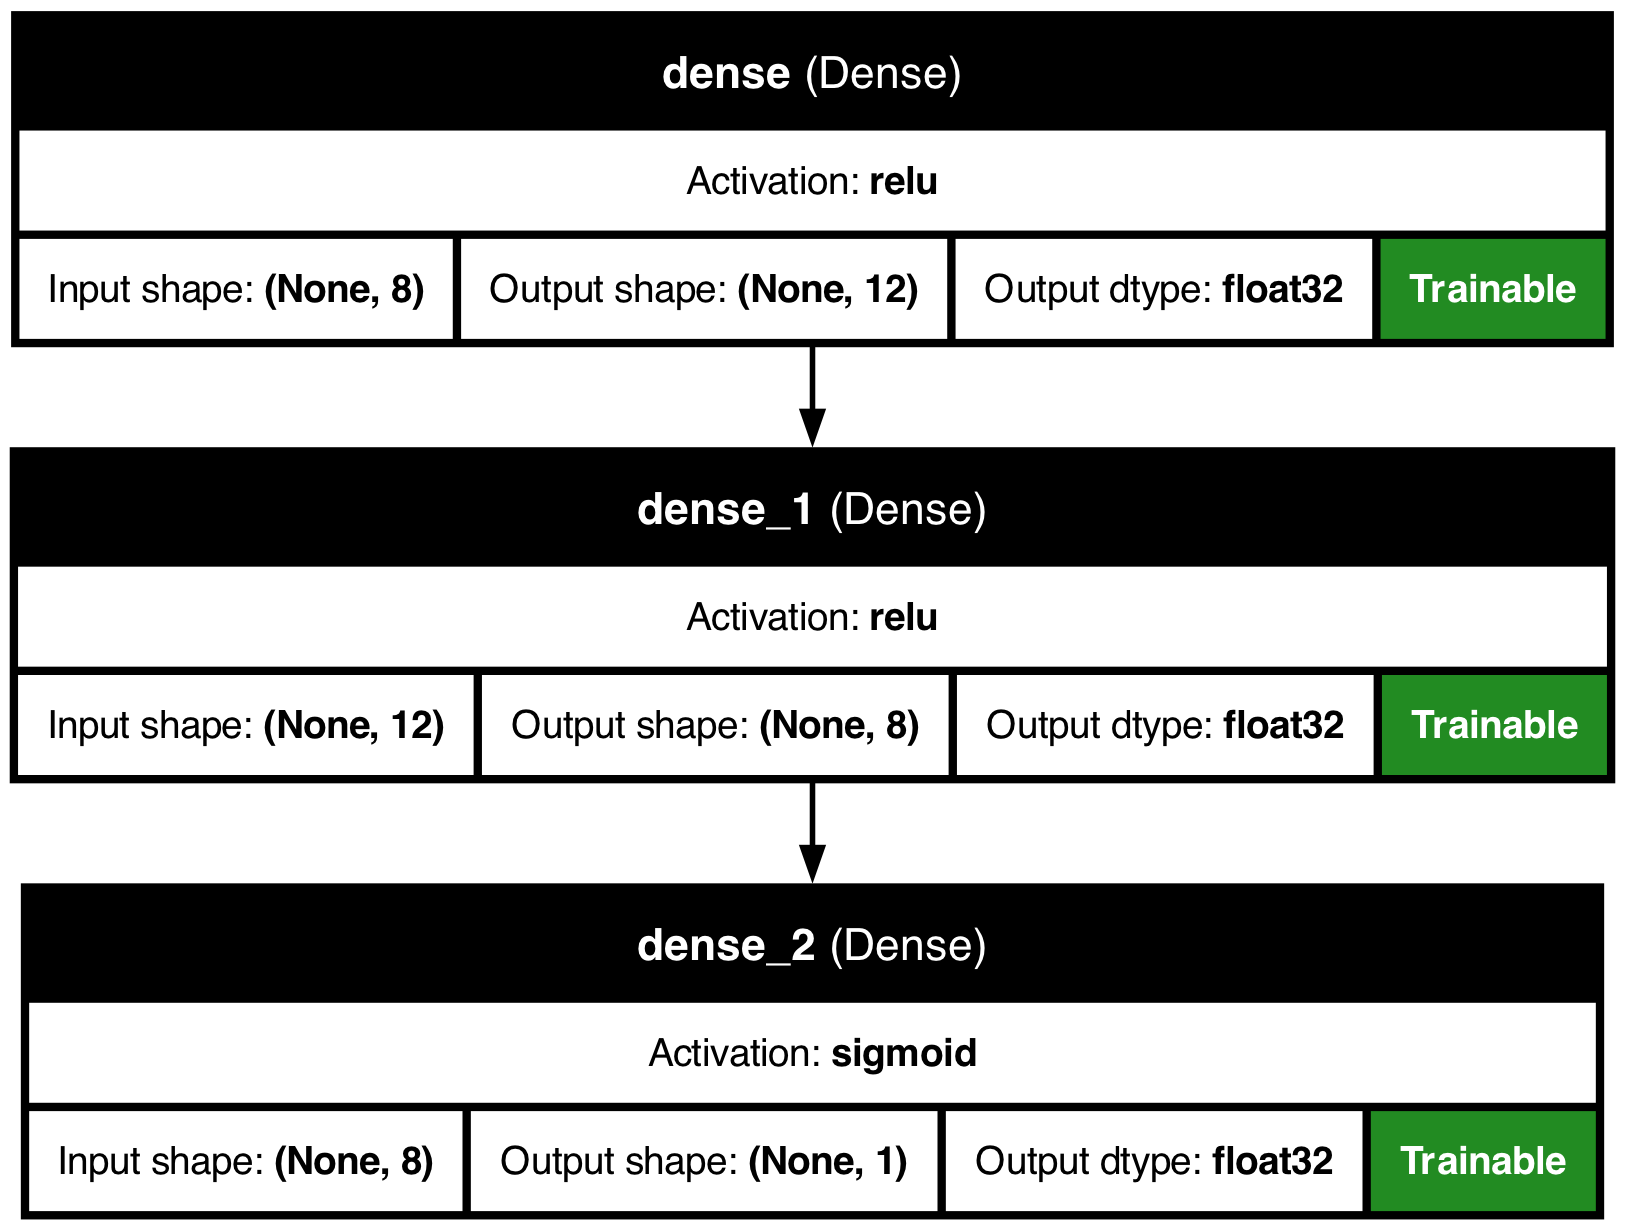 dense (Dense)
Activation: relu
Input shape: (None, 8) Output shape: (None, 12) Output dtype: float32 Trainable
dense_1 (Dense)
Activation: relu
Input shape: (None, 12) Output shape: (None, 8) Output dtype: float32 Trainable
dense_2 (Dense)
Activation: sigmoid
Input shape: (None, 8) Output shape: (None, 1) Output dtype: float32 Trainable